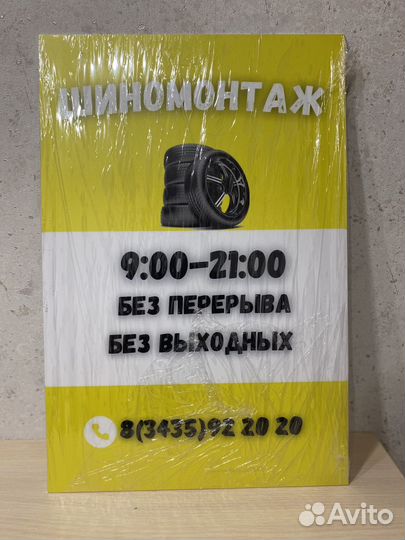 ШИНОМОНТАЖ
9:00-21:00
БЕЗ ПЕРЕРЫВА
БЕЗ ВЫХОДНЫХ
8(3435)92 20 20
Avito